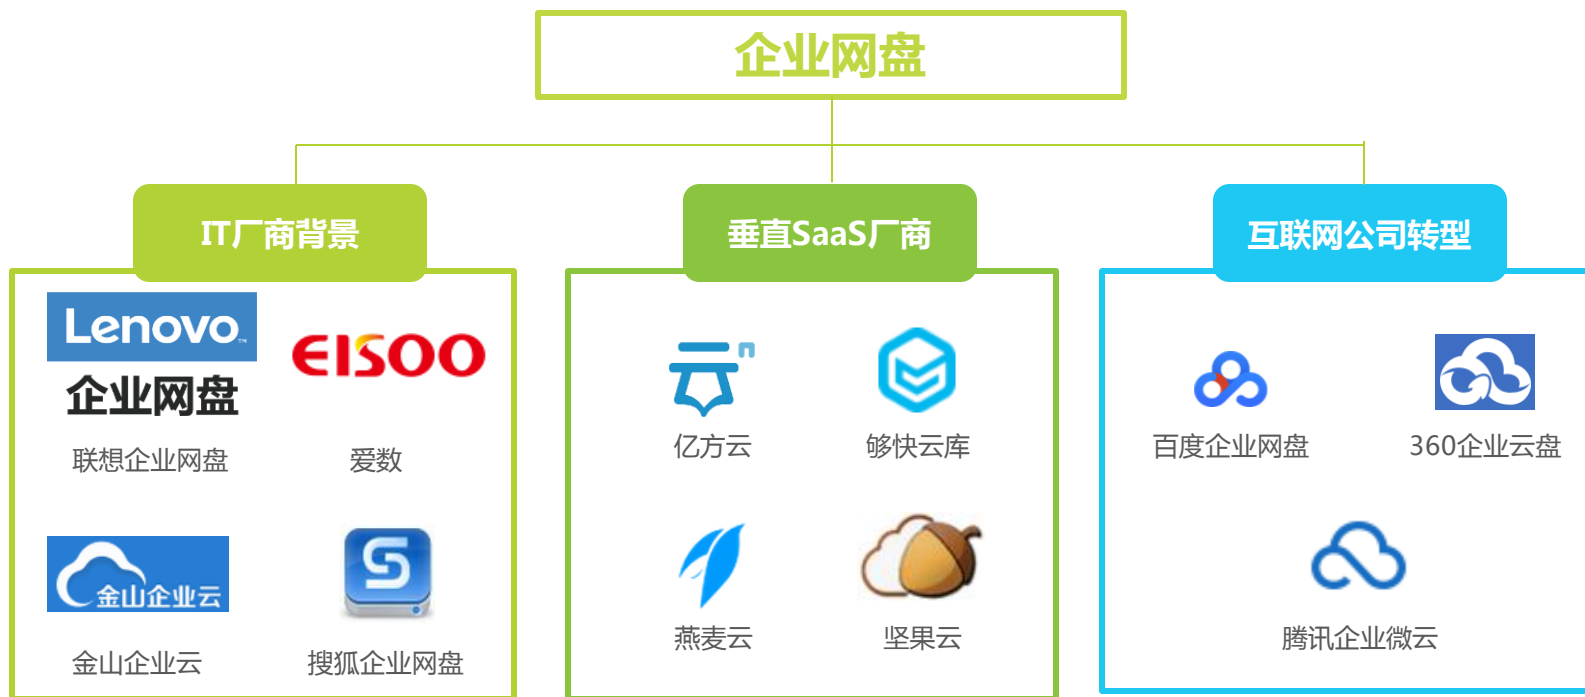 企业网盘
IT厂商背景
Lenovo™
企业网盘
联想企业网盘
EISOO
爱数
金山企业云
金山企业云
搜狐企业网盘
垂直SaaS厂商
亿方云
够快云库
燕麦云
坚果云
互联网公司转型
百度企业网盘
360企业云盘
腾讯企业微云